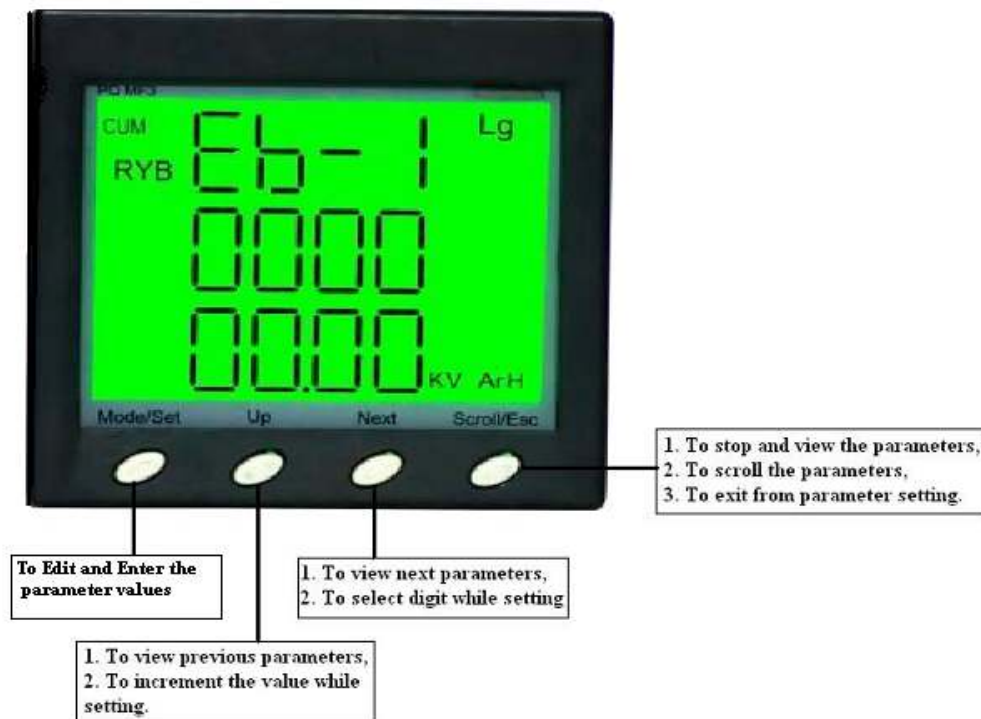 PQ MF3
CUM Eb-1 Lg
RYB
0000
00.00 KV ArH
Mode/Set Up Next Scroll/Esc
1. To stop and view the parameters,
2. To scroll the parameters,
3. To exit from parameter setting.
To Edit and Enter the
parameter values
1. To view next parameters,
2. To select digit while setting
1. To view previous parameters,
2. To increment the value while
setting.